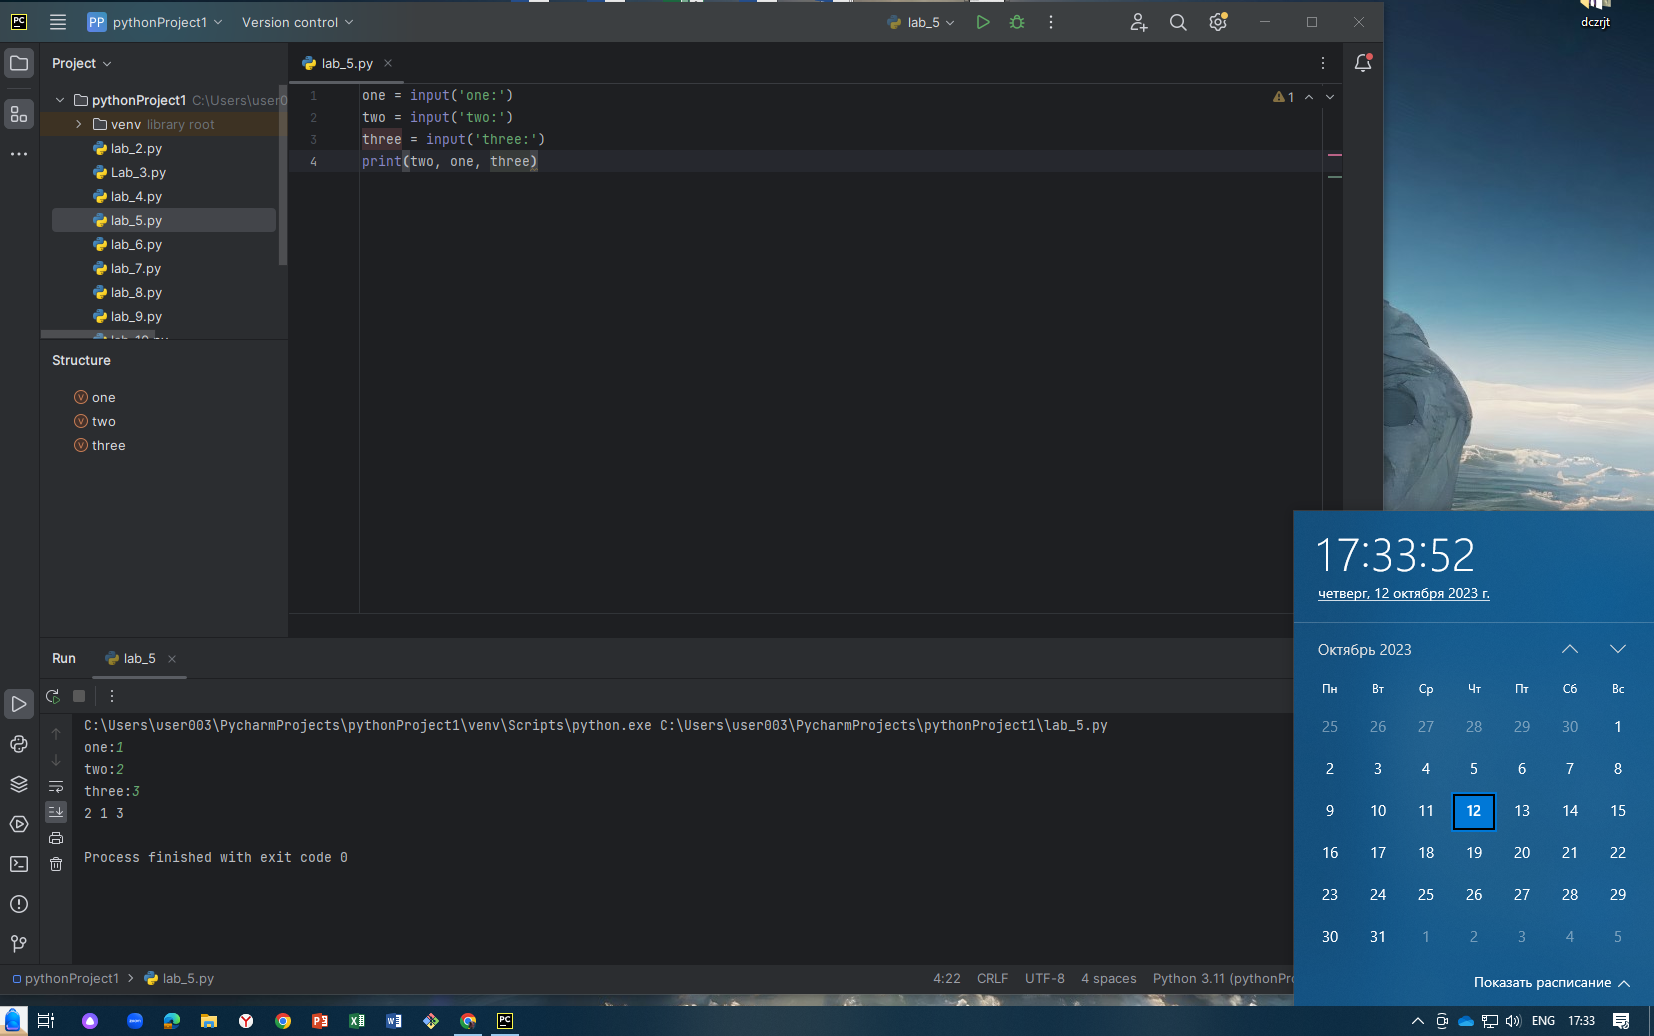 PC PP pythonProject1 Version control lab_5
dczrjt
Project
lab_5.py
pythonProject1 C:\Users\user0
venv library root
lab_2.py
Lab_3.py
lab_4.py
lab_5.py
lab_6.py
lab_7.py
lab_8.py
lab_9.py
1 one = input('one:')
2 two = input('two:')
3 three = input('three:')
4 print(two, one, three)
1
Structure
one
two
three
Run lab_5
C:\Users\user003\PycharmProjects\pythonProject1\venv\Scripts\python.exe C:\Users\user003\PycharmProjects\pythonProject1\lab_5.py
one:1
two:2
three:3
2 1 3
Process finished with exit code 0
pythonProject1 lab_5.py
4:22 CRLF UTF-8 4 spaces Python 3.11 (pythonPr
17:33:52
четверг, 12 октября 2023 г.
Октябрь 2023
Пн Вт Ср Чт Пт Сб Вс
25 26 27 28 29 30 1
2 3 4 5 6 7 8
9 10 11 12 13 14 15
16 17 18 19 20 21 22
23 24 25 26 27 28 29
30 31 1 2 3 4 5
Показать расписание
ENG 17:33